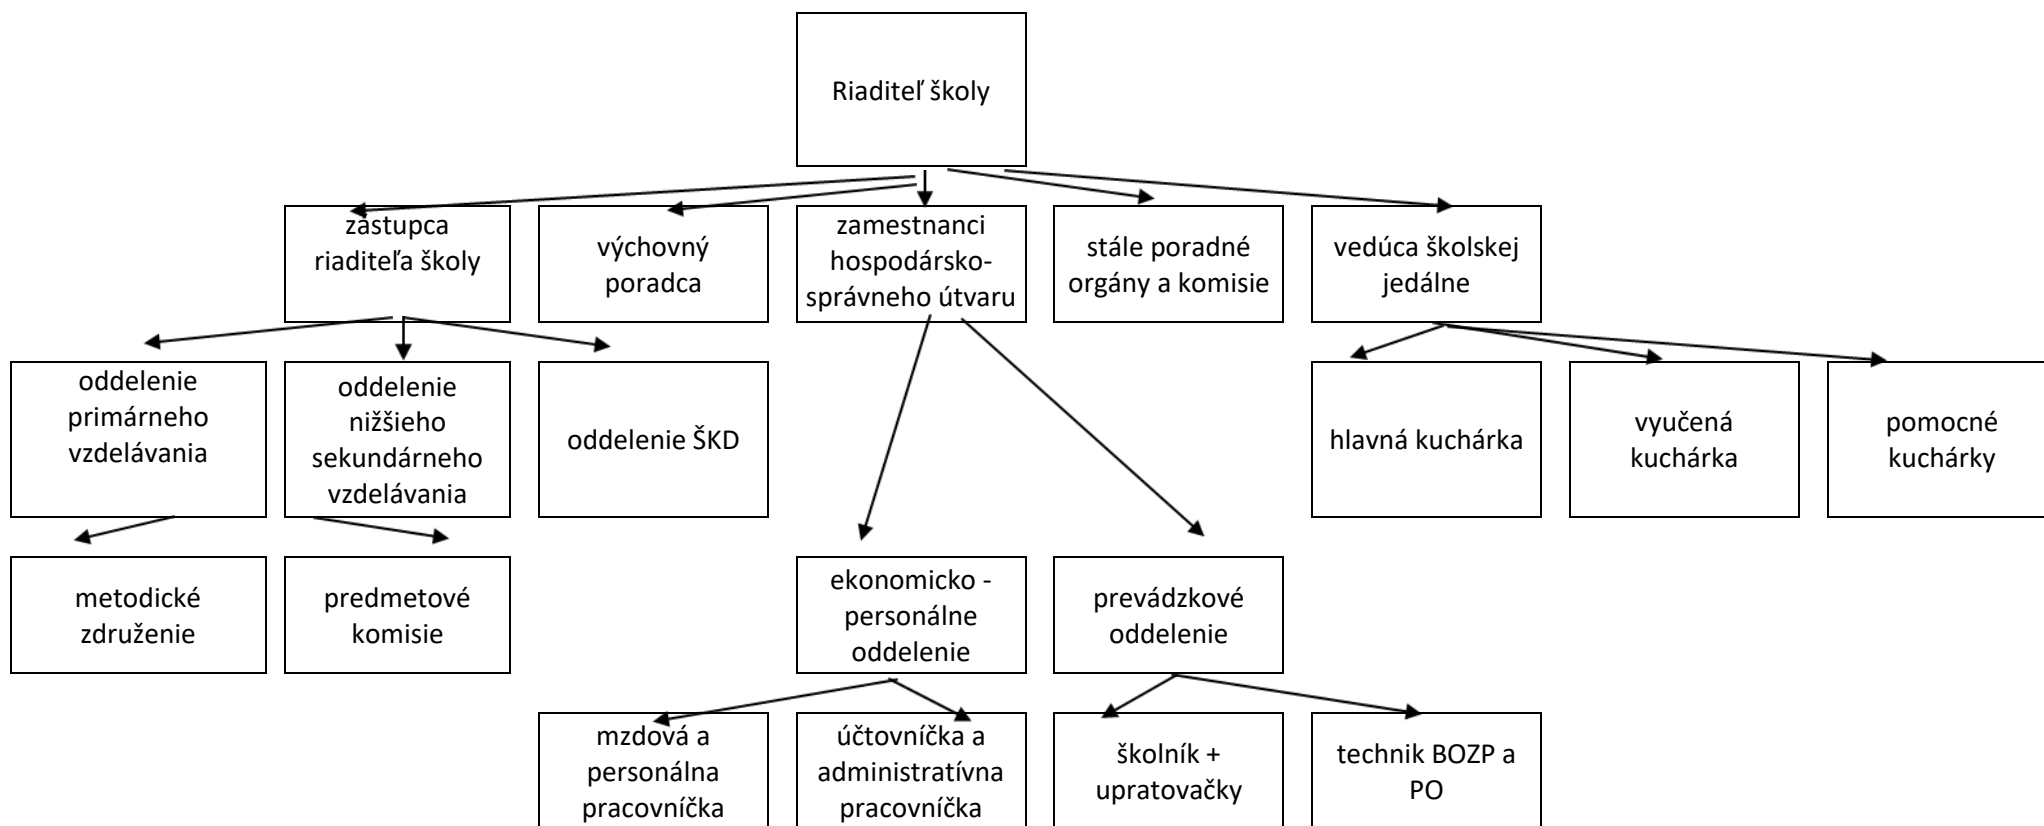 Riaditeľ školy
zástupca
riaditeľa školy
výchovný
poradca
zamestnanci
hospodársko-
správneho útvaru
stále poradné
orgány a komisie
vedúca školskej
jedálne
oddelenie
primárneho
vzdelávania
oddelenie
nižšieho
sekundárneho
vzdelávania
oddelenie ŠKD
hlavná kuchárka
vyučená
kuchárka
pomocné
kuchárky
metodické
združenie
predmetové
komisie
ekonomicko -
personálne
oddelenie
prevádzkové
oddelenie
mzdová a
personálna
pracovníčka
účtovníčka a
administratívna
pracovníčka
školník +
upratovačky
technik BOZP a
PO